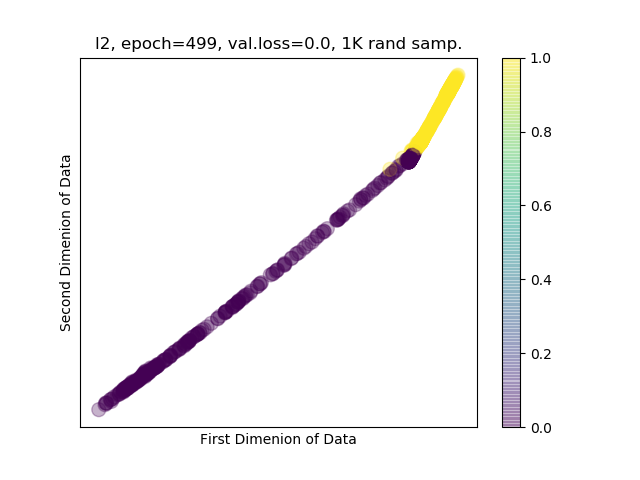 l2, epoch=499, val.loss=0.0, 1K rand samp.
Second Dimenion of Data
First Dimenion of Data
1.0
0.8
0.6
0.4
0.2
0.0